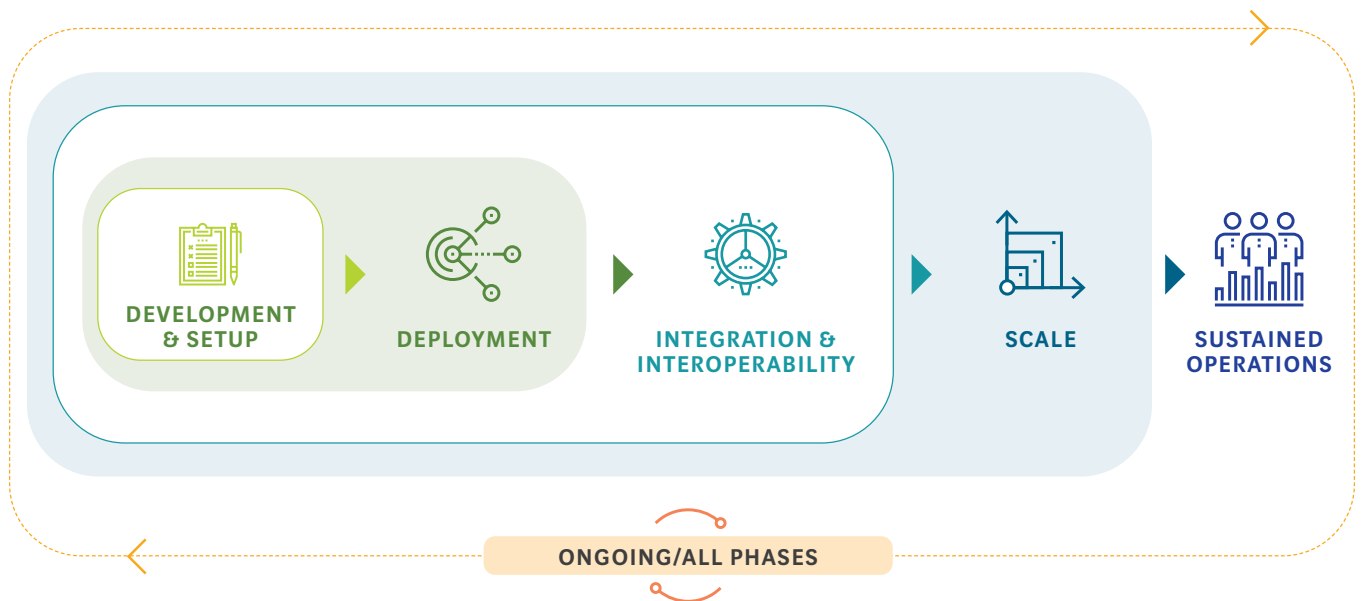 DEVELOPMENT
& SETUP
DEPLOYMENT
INTEGRATION &
INTEROPERABILITY
SCALE
SUSTAINED
OPERATIONS
ONGOING/ALL PHASES